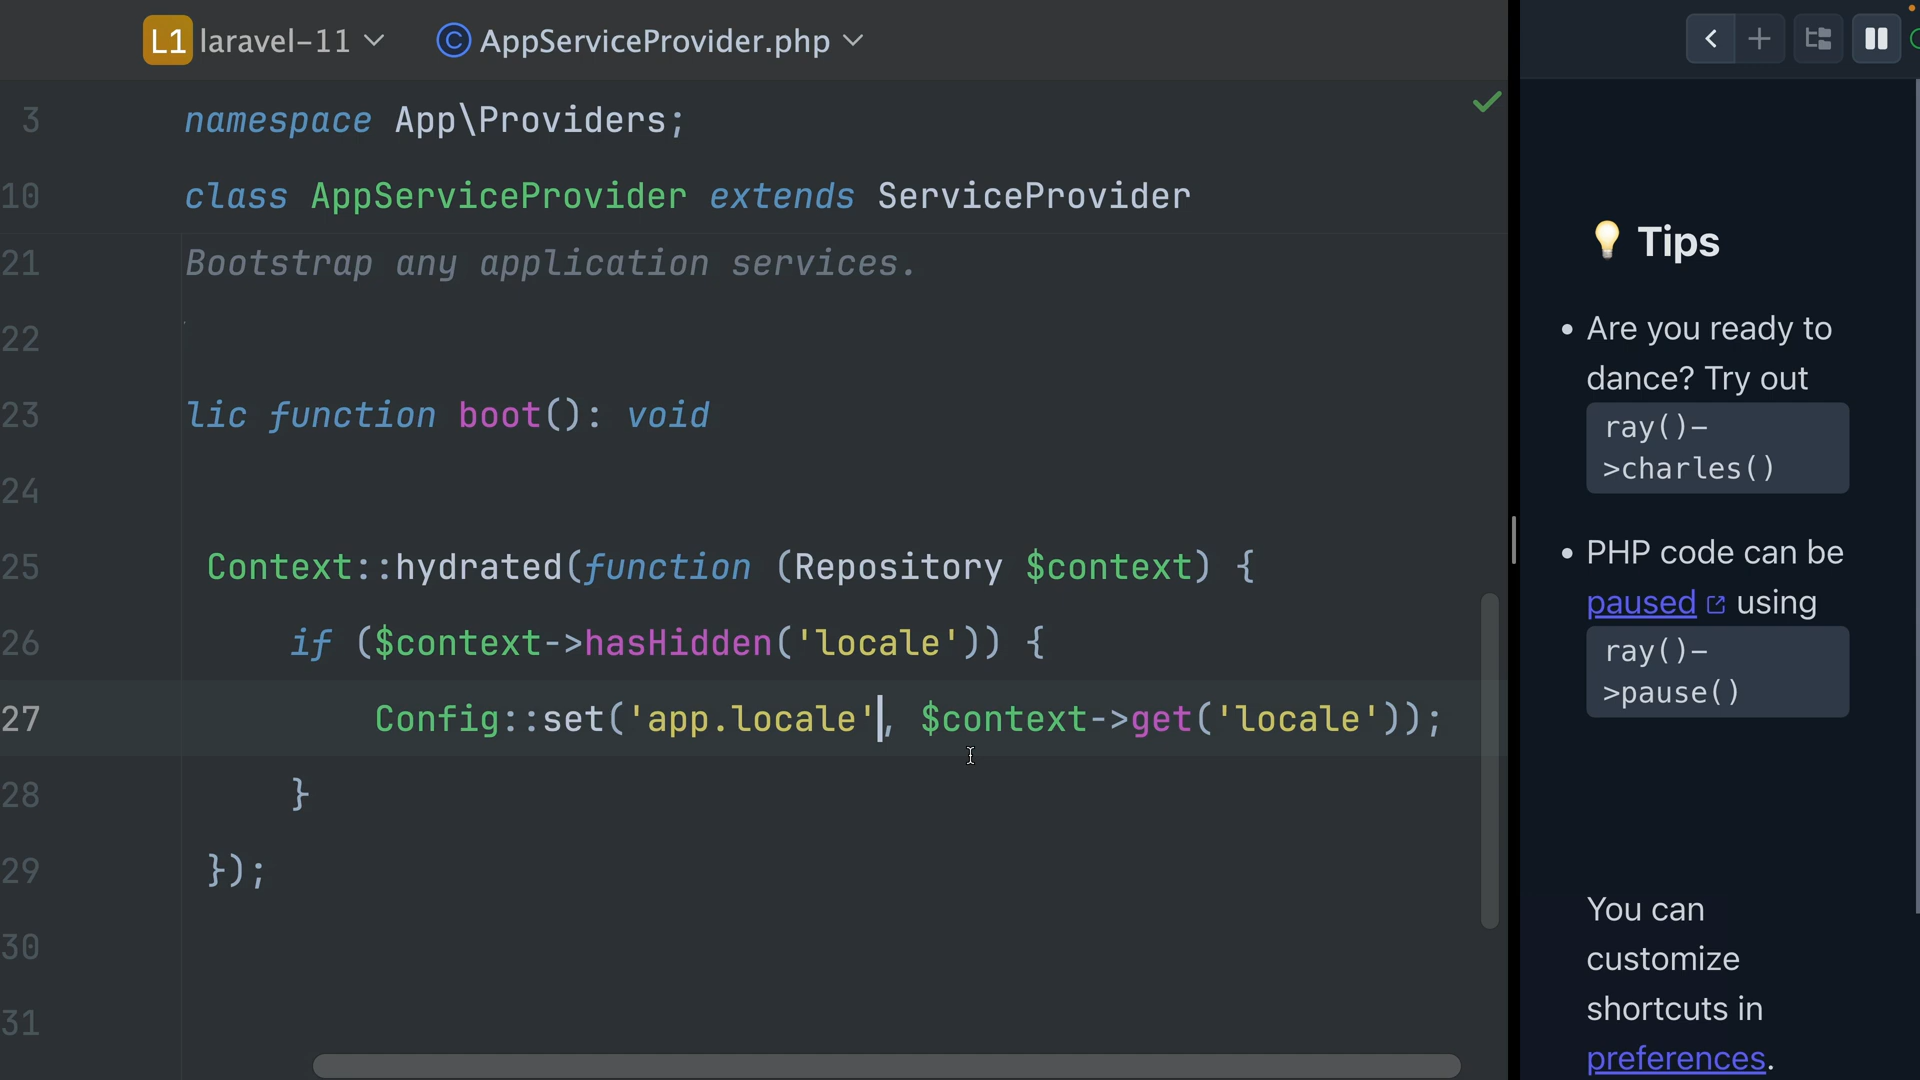 L1 laravel-11 AppServiceProvider.php
3 namespace App\Providers;
10 class AppServiceProvider extends ServiceProvider
21 Bootstrap any application services.
22
23 lic function boot(): void
24
25 Context::hydrated(function (Repository $context) {
26 if ($context->hasHidden('locale')) {
27 Config::set('app.locale', $context->get('locale'));
28 }
29 });
30
31
💡 Tips
• Are you ready to
dance? Try out
ray()-
>charles()
• PHP code can be
paused using
ray()-
>pause()
You can
customize
shortcuts in
preferences.